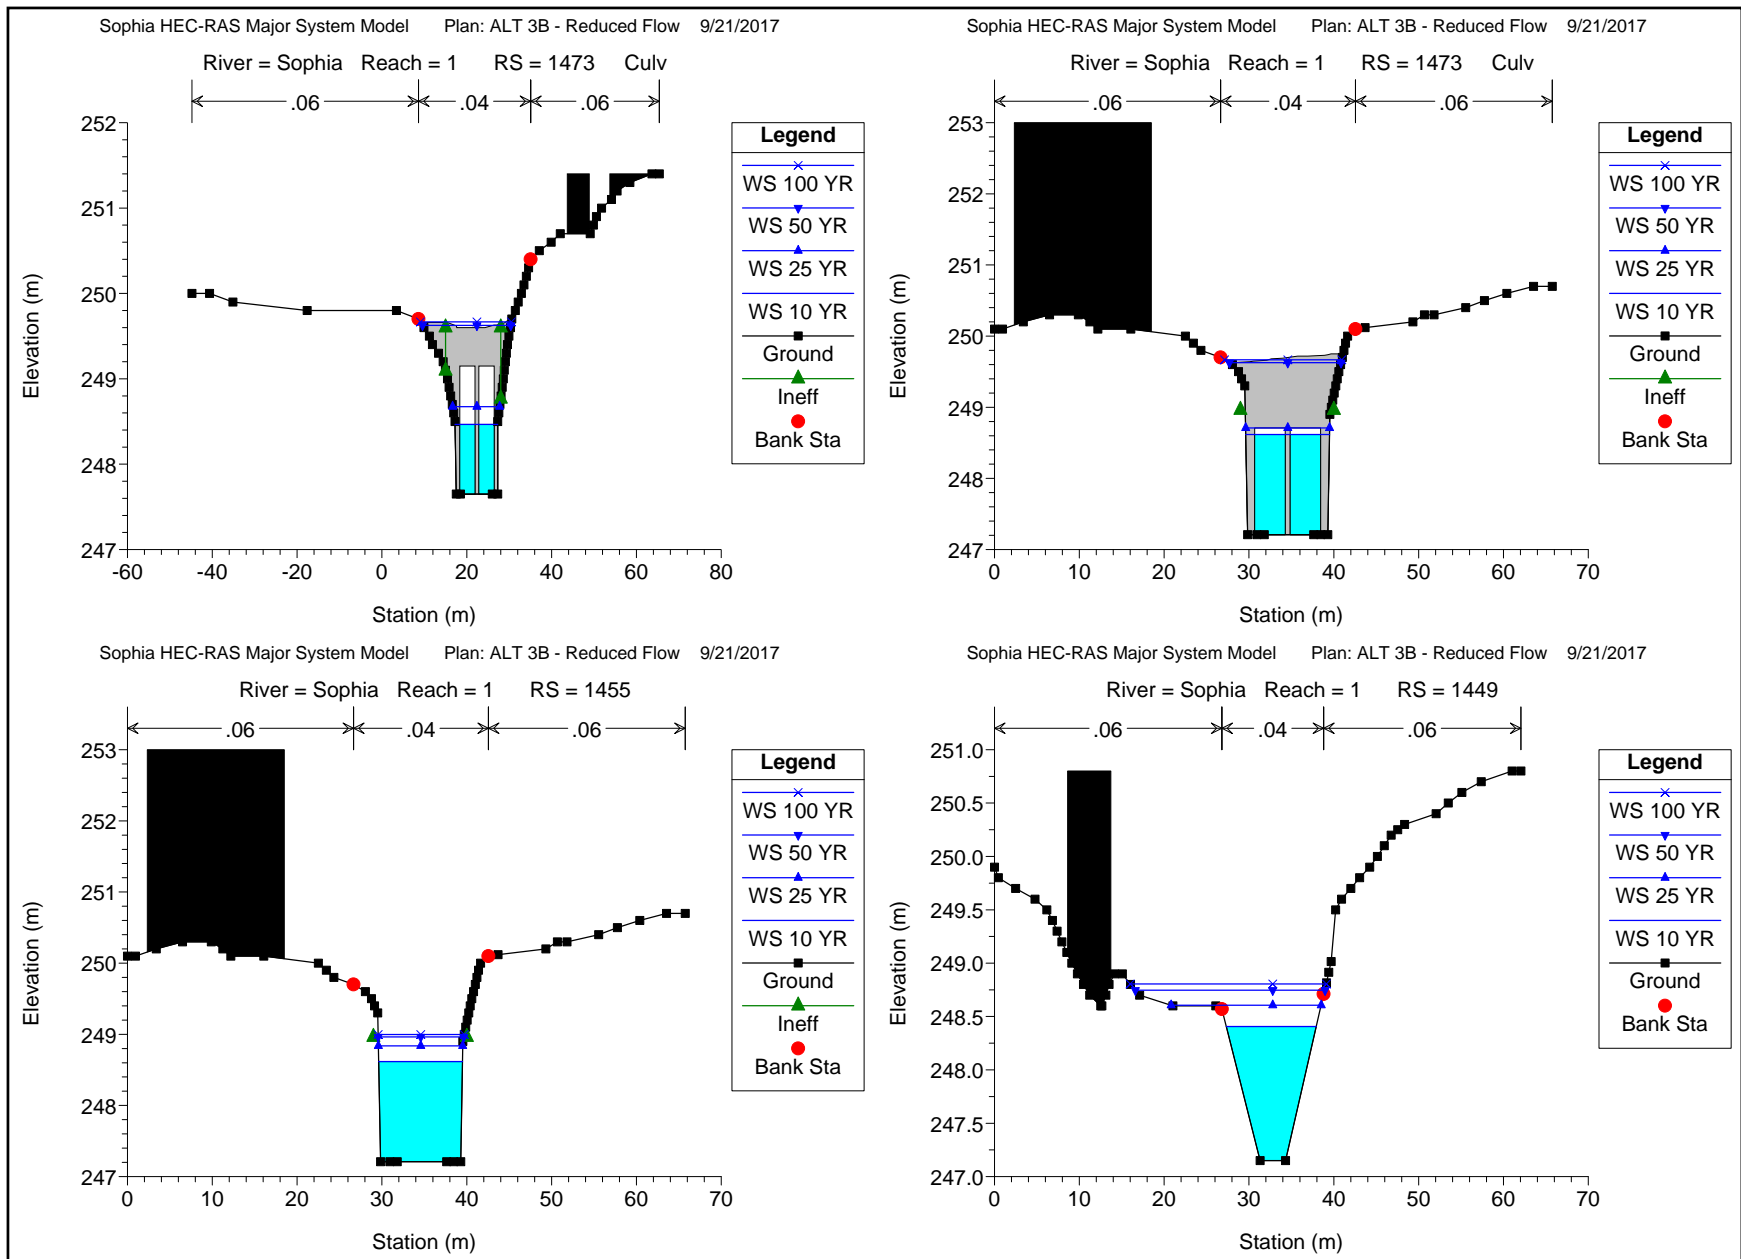 Sophia HEC-RAS Major System Model Plan: ALT 3B - Reduced Flow 9/21/2017
River = Sophia Reach = 1 RS = 1473 Culv
.06 .04 .06
252
251
250
249
248
247
-60 -40 -20 0 20 40 60 80
Station (m)
Elevation (m)
Legend
WS 100 YR
WS 50 YR
WS 25 YR
WS 10 YR
Ground
Ineff
Bank Sta
Sophia HEC-RAS Major System Model Plan: ALT 3B - Reduced Flow 9/21/2017
River = Sophia Reach = 1 RS = 1473 Culv
.06 .04 .06
253
252
251
250
249
248
247
0 10 20 30 40 50 60 70
Station (m)
Elevation (m)
Legend
WS 100 YR
WS 50 YR
WS 25 YR
WS 10 YR
Ground
Ineff
Bank Sta
Sophia HEC-RAS Major System Model Plan: ALT 3B - Reduced Flow 9/21/2017
River = Sophia Reach = 1 RS = 1455
.06 .04 .06
253
252
251
250
249
248
247
0 10 20 30 40 50 60 70
Station (m)
Elevation (m)
Legend
WS 100 YR
WS 50 YR
WS 25 YR
WS 10 YR
Ground
Ineff
Bank Sta
Sophia HEC-RAS Major System Model Plan: ALT 3B - Reduced Flow 9/21/2017
River = Sophia Reach = 1 RS = 1449
.06 .04 .06
251.0
250.5
250.0
249.5
249.0
248.5
248.0
247.5
247.0
0 10 20 30 40 50 60 70
Station (m)
Elevation (m)
Legend
WS 100 YR
WS 50 YR
WS 25 YR
WS 10 YR
Ground
Bank Sta